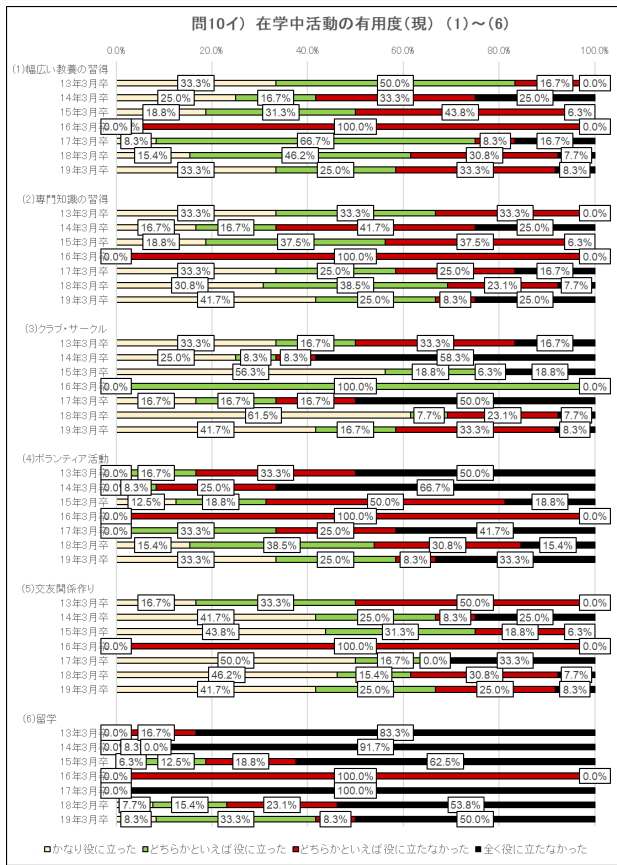 問10イ) 在学中活動の有用度(現) (1)～(6)
0.0% 20.0% 40.0% 60.0% 80.0% 100.0%
(1)幅広い教養の習得
13年3月卒 33.3% 50.0% 16.7% 0.0%
14年3月卒 25.0% 16.7% 33.3% 25.0%
15年3月卒 18.8% 31.3% 43.8% 6.3%
16年3月卒 0.0% 100.0% 0.0%
17年3月卒 8.3% 66.7% 8.3% 16.7%
18年3月卒 15.4% 46.2% 30.8% 7.7%
19年3月卒 33.3% 25.0% 33.3% 8.3%
(2)専門知識の習得
13年3月卒 33.3% 33.3% 33.3% 0.0%
14年3月卒 16.7% 16.7% 41.7% 25.0%
15年3月卒 18.8% 37.5% 37.5% 6.3%
16年3月卒 0.0% 100.0% 0.0%
17年3月卒 33.3% 25.0% 25.0% 16.7%
18年3月卒 30.8% 38.5% 23.1% 7.7%
19年3月卒 41.7% 25.0% 8.3% 25.0%
(3)クラブ・サークル
13年3月卒 33.3% 16.7% 33.3% 16.7%
14年3月卒 25.0% 8.3% 8.3% 58.3%
15年3月卒 56.3% 18.8% 6.3% 18.8%
16年3月卒 0.0% 100.0% 0.0%
17年3月卒 16.7% 16.7% 16.7% 50.0%
18年3月卒 61.5% 7.7% 23.1% 7.7%
19年3月卒 41.7% 16.7% 33.3% 8.3%
(4)ボランティア活動
13年3月卒 0.0% 16.7% 33.3% 50.0%
14年3月卒 0.0% 8.3% 25.0% 66.7%
15年3月卒 12.5% 18.8% 50.0% 18.8%
16年3月卒 0.0% 100.0% 0.0%
17年3月卒 0.0% 33.3% 25.0% 41.7%
18年3月卒 15.4% 38.5% 30.8% 15.4%
19年3月卒 33.3% 25.0% 8.3% 33.3%
(5)交友関係作り
13年3月卒 16.7% 33.3% 50.0% 0.0%
14年3月卒 41.7% 25.0% 8.3% 25.0%
15年3月卒 43.8% 31.3% 18.8% 6.3%
16年3月卒 0.0% 100.0% 0.0%
17年3月卒 50.0% 16.7% 0.0% 33.3%
18年3月卒 46.2% 15.4% 30.8% 7.7%
19年3月卒 41.7% 25.0% 25.0% 8.3%
(6)留学
13年3月卒 0.0% 16.7% 83.3%
14年3月卒 0.0% 8.3% 0.0% 91.7%
15年3月卒 6.3% 12.5% 18.8% 62.5%
16年3月卒 0.0% 100.0% 0.0%
17年3月卒 0.0% 100.0%
18年3月卒 7.7% 15.4% 23.1% 53.8%
19年3月卒 8.3% 33.3% 8.3% 50.0%
かなり役に立った どちらかといえば役に立った どちらかといえば役に立たなかった 全く役に立たなかった